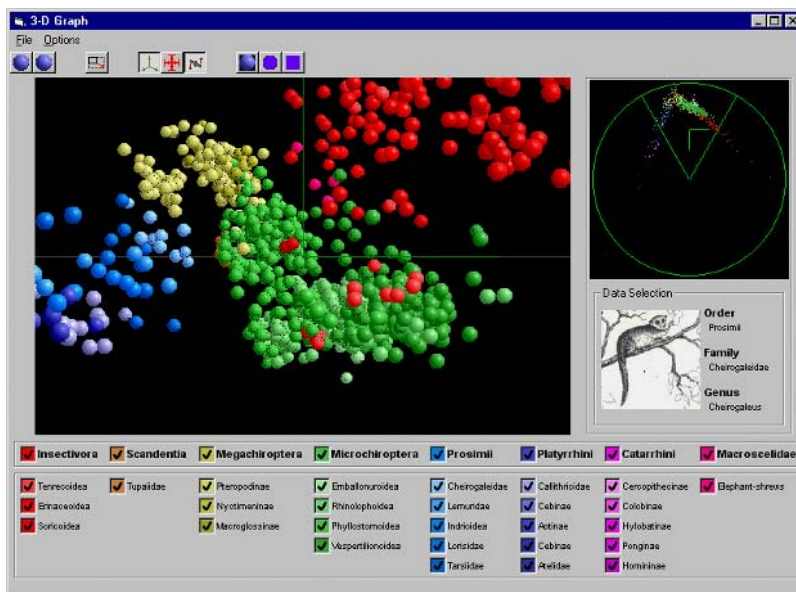 3-D Graph
File Options
Data Selection
Order
Prosimii
Family
Cheirogaleidae
Genus
Cheirogaleus
Insectivora Scandentia Megachiroptera Microchiroptera Prosimii Platyrrhini Catarrhini Macroscelidae
Tenrecoidea Tupaiidae Pteropodinae Emballonuroidea Cheirogaleidae Callithricidae Cercopithecinae Elephant-shrews
Erinaceoidea Nyctimeninae Rhinolophoidea Lemuridae Cebinae Colobinae
Soricoidea Macroglossinae Phyllostomoidea Indrioidea Aotinae Hylobatinae
Vespertilionoidea Lorisidae Cebinae Ponginae
Tarsiidae Atelidae Homininae